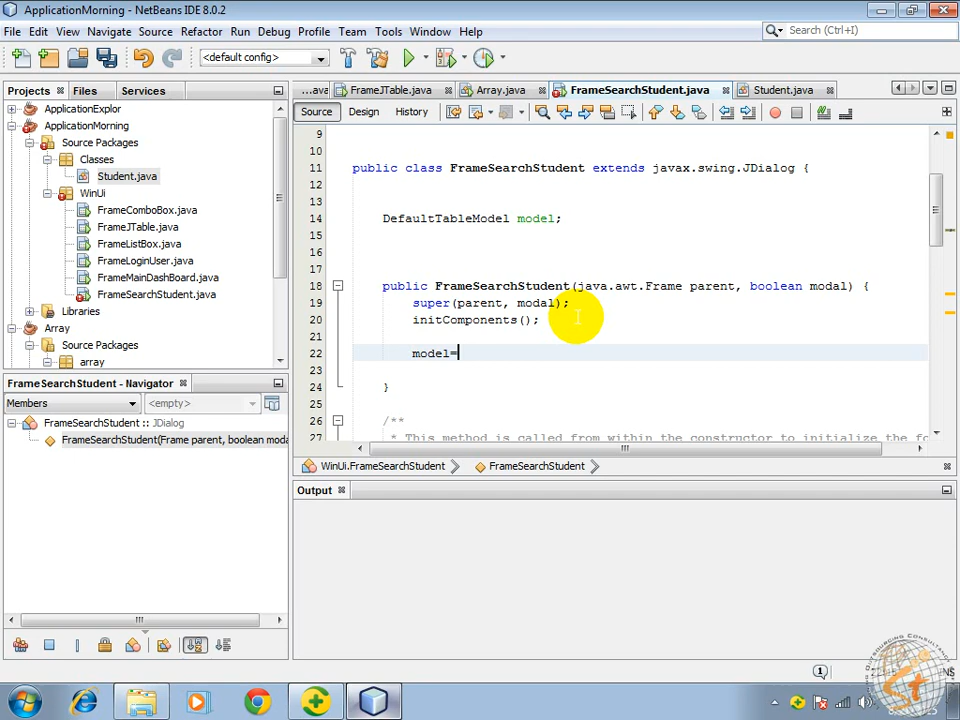 ApplicationMorning - NetBeans IDE 8.0.2
File Edit View Navigate Source Refactor Run Debug Profile Team Tools Window Help
Search (Ctrl+I)
<default config>
Projects Files Services
...ava FrameJTable.java Array.java FrameSearchStudent.java Student.java
Source Design History
ApplicationExplor
ApplicationMorning
Source Packages
Classes
Student.java
WinUi
FrameComboBox.java
FrameJTable.java
FrameListBox.java
FrameLoginUser.java
FrameMainDashBoard.java
FrameSearchStudent.java
Libraries
Array
Source Packages
array
9
10
11 public class FrameSearchStudent extends javax.swing.JDialog {
12
13
14 DefaultTableModel model;
15
16
17
18 public FrameSearchStudent(java.awt.Frame parent, boolean modal) {
19 super(parent, modal);
20 initComponents();
21
22 model=
23
24 }
25
26 /**
27 * This method is called from within the constructor to initialize the fo
FrameSearchStudent - Navigator
Members <empty>
FrameSearchStudent :: JDialog
FrameSearchStudent(Frame parent, boolean moda
WinUi.FrameSearchStudent FrameSearchStudent
Output
1